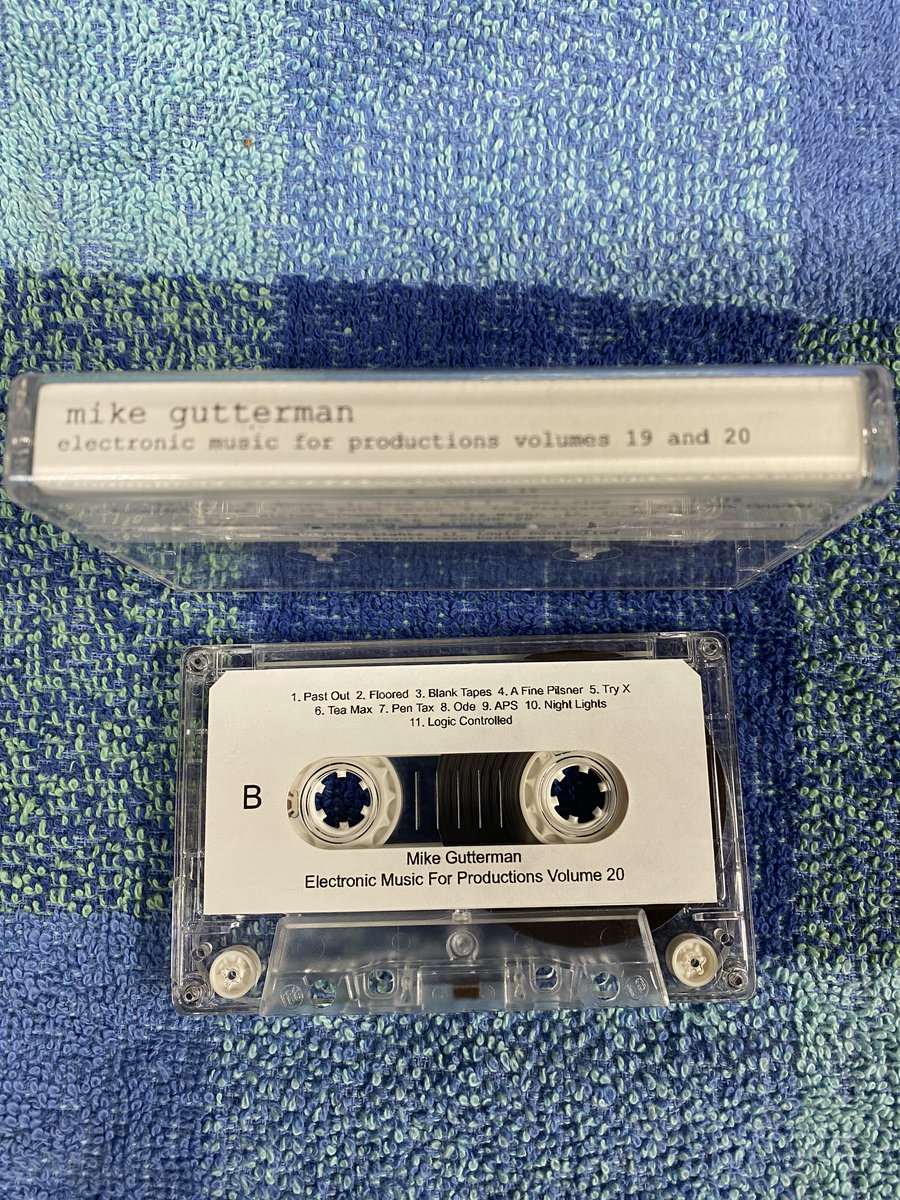 mike gutterman
electronic music for productions volumes 19 and 20
1. Past Out 2. Floored 3. Blank Tapes 4. A Fine Pilsner 5. Try X
6. Tea Max 7. Pen Tax 8. Ode 9. APS 10. Night Lights
11. Logic Controlled
B
Mike Gutterman
Electronic Music For Productions Volume 20